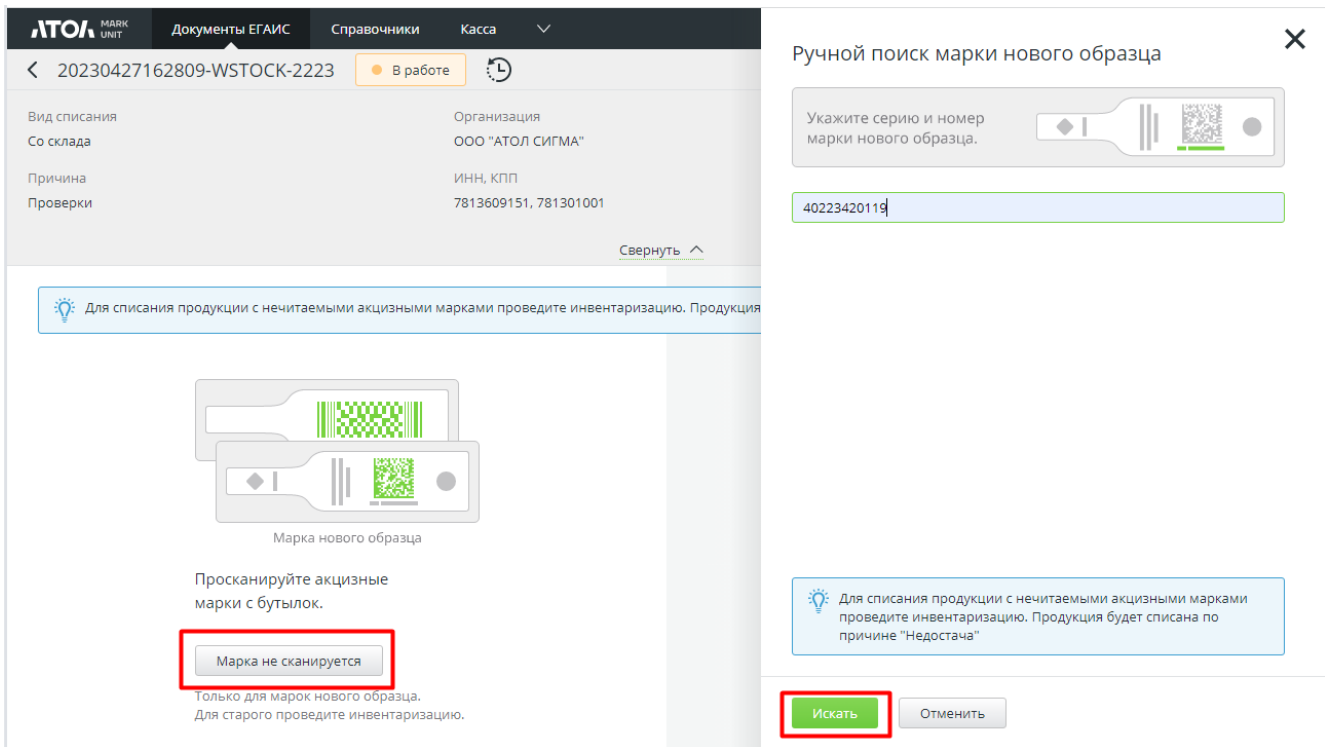 АТОЛ MARK UNIT Документы ЕГАИС Справочники Касса
20230427162809-WSTOCK-2223 В работе
Вид списания
Со склада
Организация
ООО "АТОЛ СИГМА"
Причина
Проверки
ИНН, КПП
7813609151, 781301001
Свернуть
Для списания продукции с нечитаемыми акцизными марками проведите инвентаризацию. Продукция
Марка нового образца
Просканируйте акцизные
марки с бутылок.
Марка не сканируется
Только для марок нового образца.
Для старого проведите инвентаризацию.
Ручной поиск марки нового образца
Укажите серию и номер
марки нового образца.
40223420119
Для списания продукции с нечитаемыми акцизными марками
проведите инвентаризацию. Продукция будет списана по
причине "Недостача"
Искать
Отменить